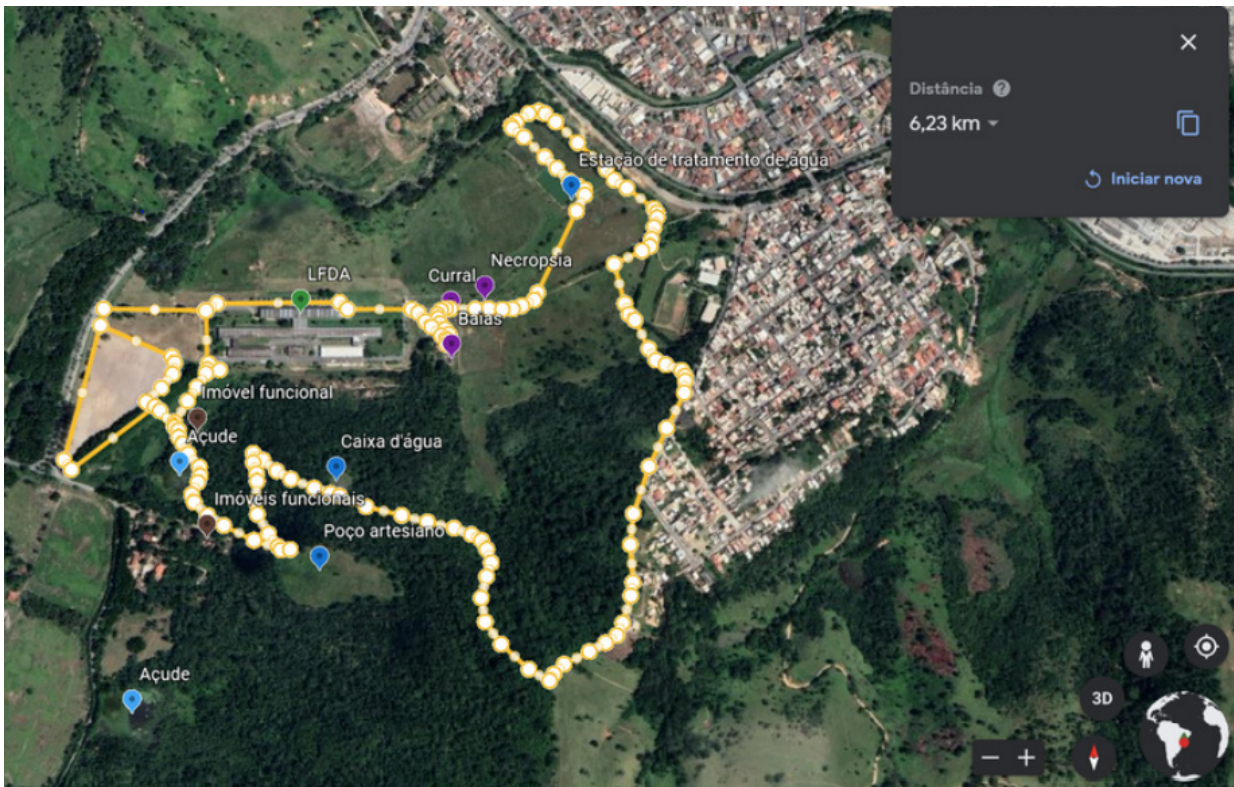 Distância
6,23 km
Iniciar nova
Estação de tratamento de água
Necropsia
LFDA
Curral
Baias
Imóvel funcional
Açude
Caixa d'água
Imóveis funcionais
Poço artesiano
Açude
3D